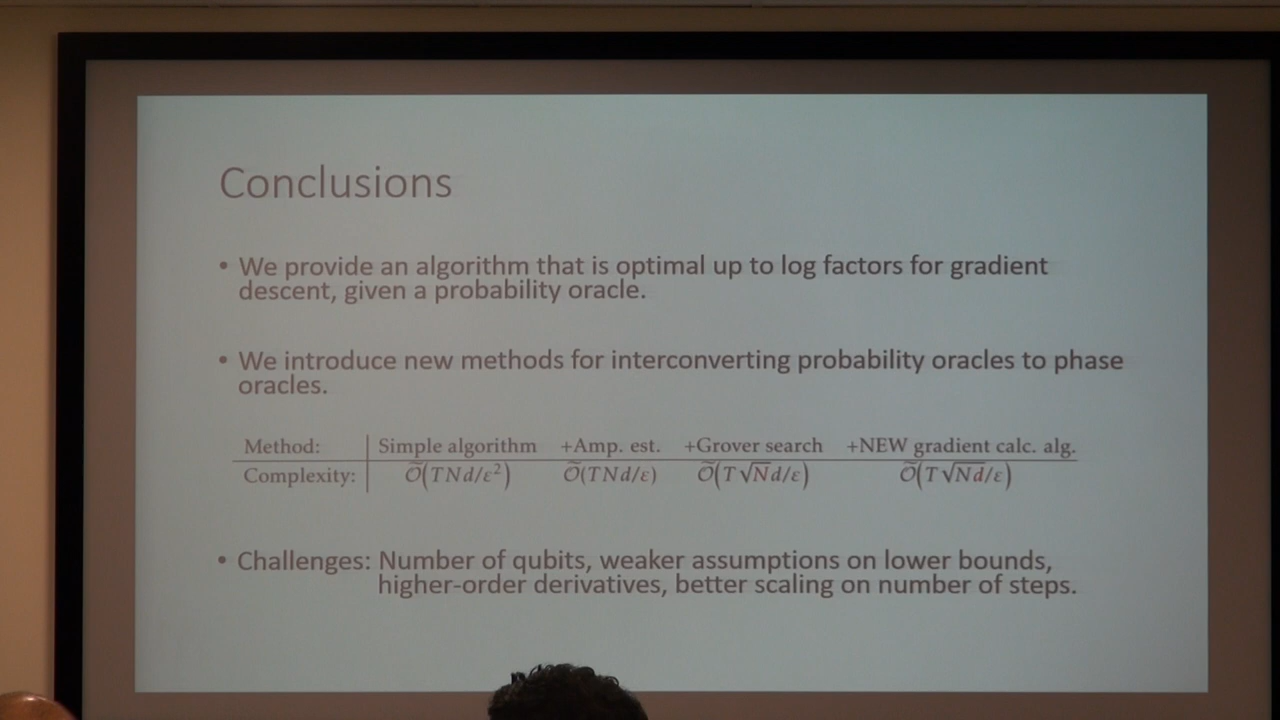 Conclusions
• We provide an algorithm that is optimal up to log factors for gradient
descent, given a probability oracle.
• We introduce new methods for interconverting probability oracles to phase
oracles.
Method: Simple algorithm +Amp. est. +Grover search +NEW gradient calc. alg.
Complexity: Õ(TNd/ε²) Õ(TNd/ε) Õ(T√Nd/ε) Õ(T√Nd/ε)
• Challenges: Number of qubits, weaker assumptions on lower bounds,
higher-order derivatives, better scaling on number of steps.